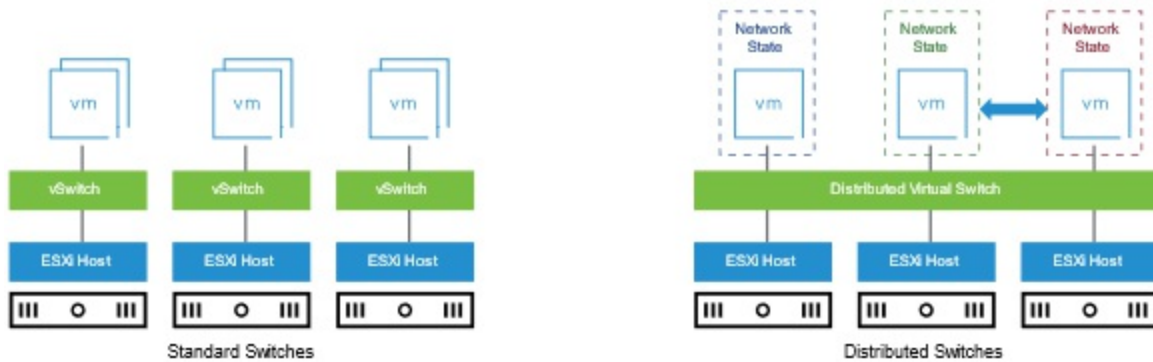 Network
State
Network
State
Network
State
vm
vm
vm
vm
vm
vm
vSwitch
vSwitch
vSwitch
Distributed Virtual Switch
ESXi Host
ESXi Host
ESXi Host
ESXi Host
ESXi Host
ESXi Host
Standard Switches
Distributed Switches